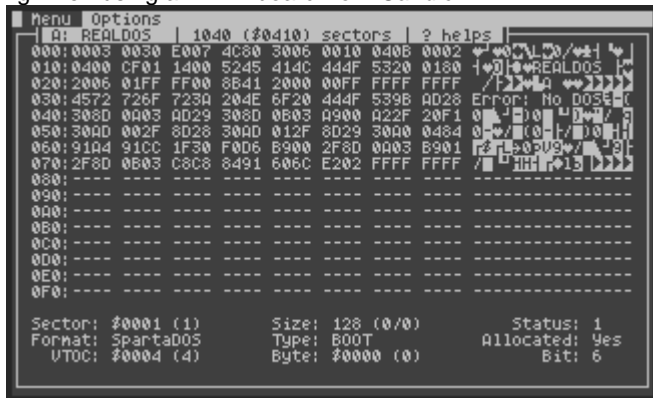 Menu Options
A: REALDOS | 1040 ($0410) sectors | ? helps
000:0003 0030 E007 4C80 3006 0010 040B 0002
010:0400 CF01 1400 5245 414C 444F 5320 0180 REALDOS
020:2006 01FF FF00 8B41 2000 00FF FFFF FFFF
030:4572 726F 723A 204E 6F20 444F 539B AD28 Error: No DOS
040:308D 0A03 AD29 308D 0B03 A900 A22F 20F1
050:30AD 002F 8D28 30AD 012F 8D29 30A0 0484
060:91A4 91CC 1F30 F0D6 B900 2F8D 0A03 B901
070:2F8D 0B03 C8C8 8491 606C E202 FFFF FFFF
080:---- ---- ---- ---- ---- ---- ---- ---- ----------------
090:---- ---- ---- ---- ---- ---- ---- ---- ----------------
0A0:---- ---- ---- ---- ---- ---- ---- ---- ----------------
0B0:---- ---- ---- ---- ---- ---- ---- ---- ----------------
0C0:---- ---- ---- ---- ---- ---- ---- ---- ----------------
0D0:---- ---- ---- ---- ---- ---- ---- ---- ----------------
0E0:---- ---- ---- ---- ---- ---- ---- ---- ----------------
0F0:---- ---- ---- ---- ---- ---- ---- ---- ----------------
Sector: $0001 (1) Size: 128 (0/0) Status: 1
Format: SpartaDOS Type: BOOT Allocated: Yes
VTOC: $0004 (4) Byte: $0000 (0) Bit: 6